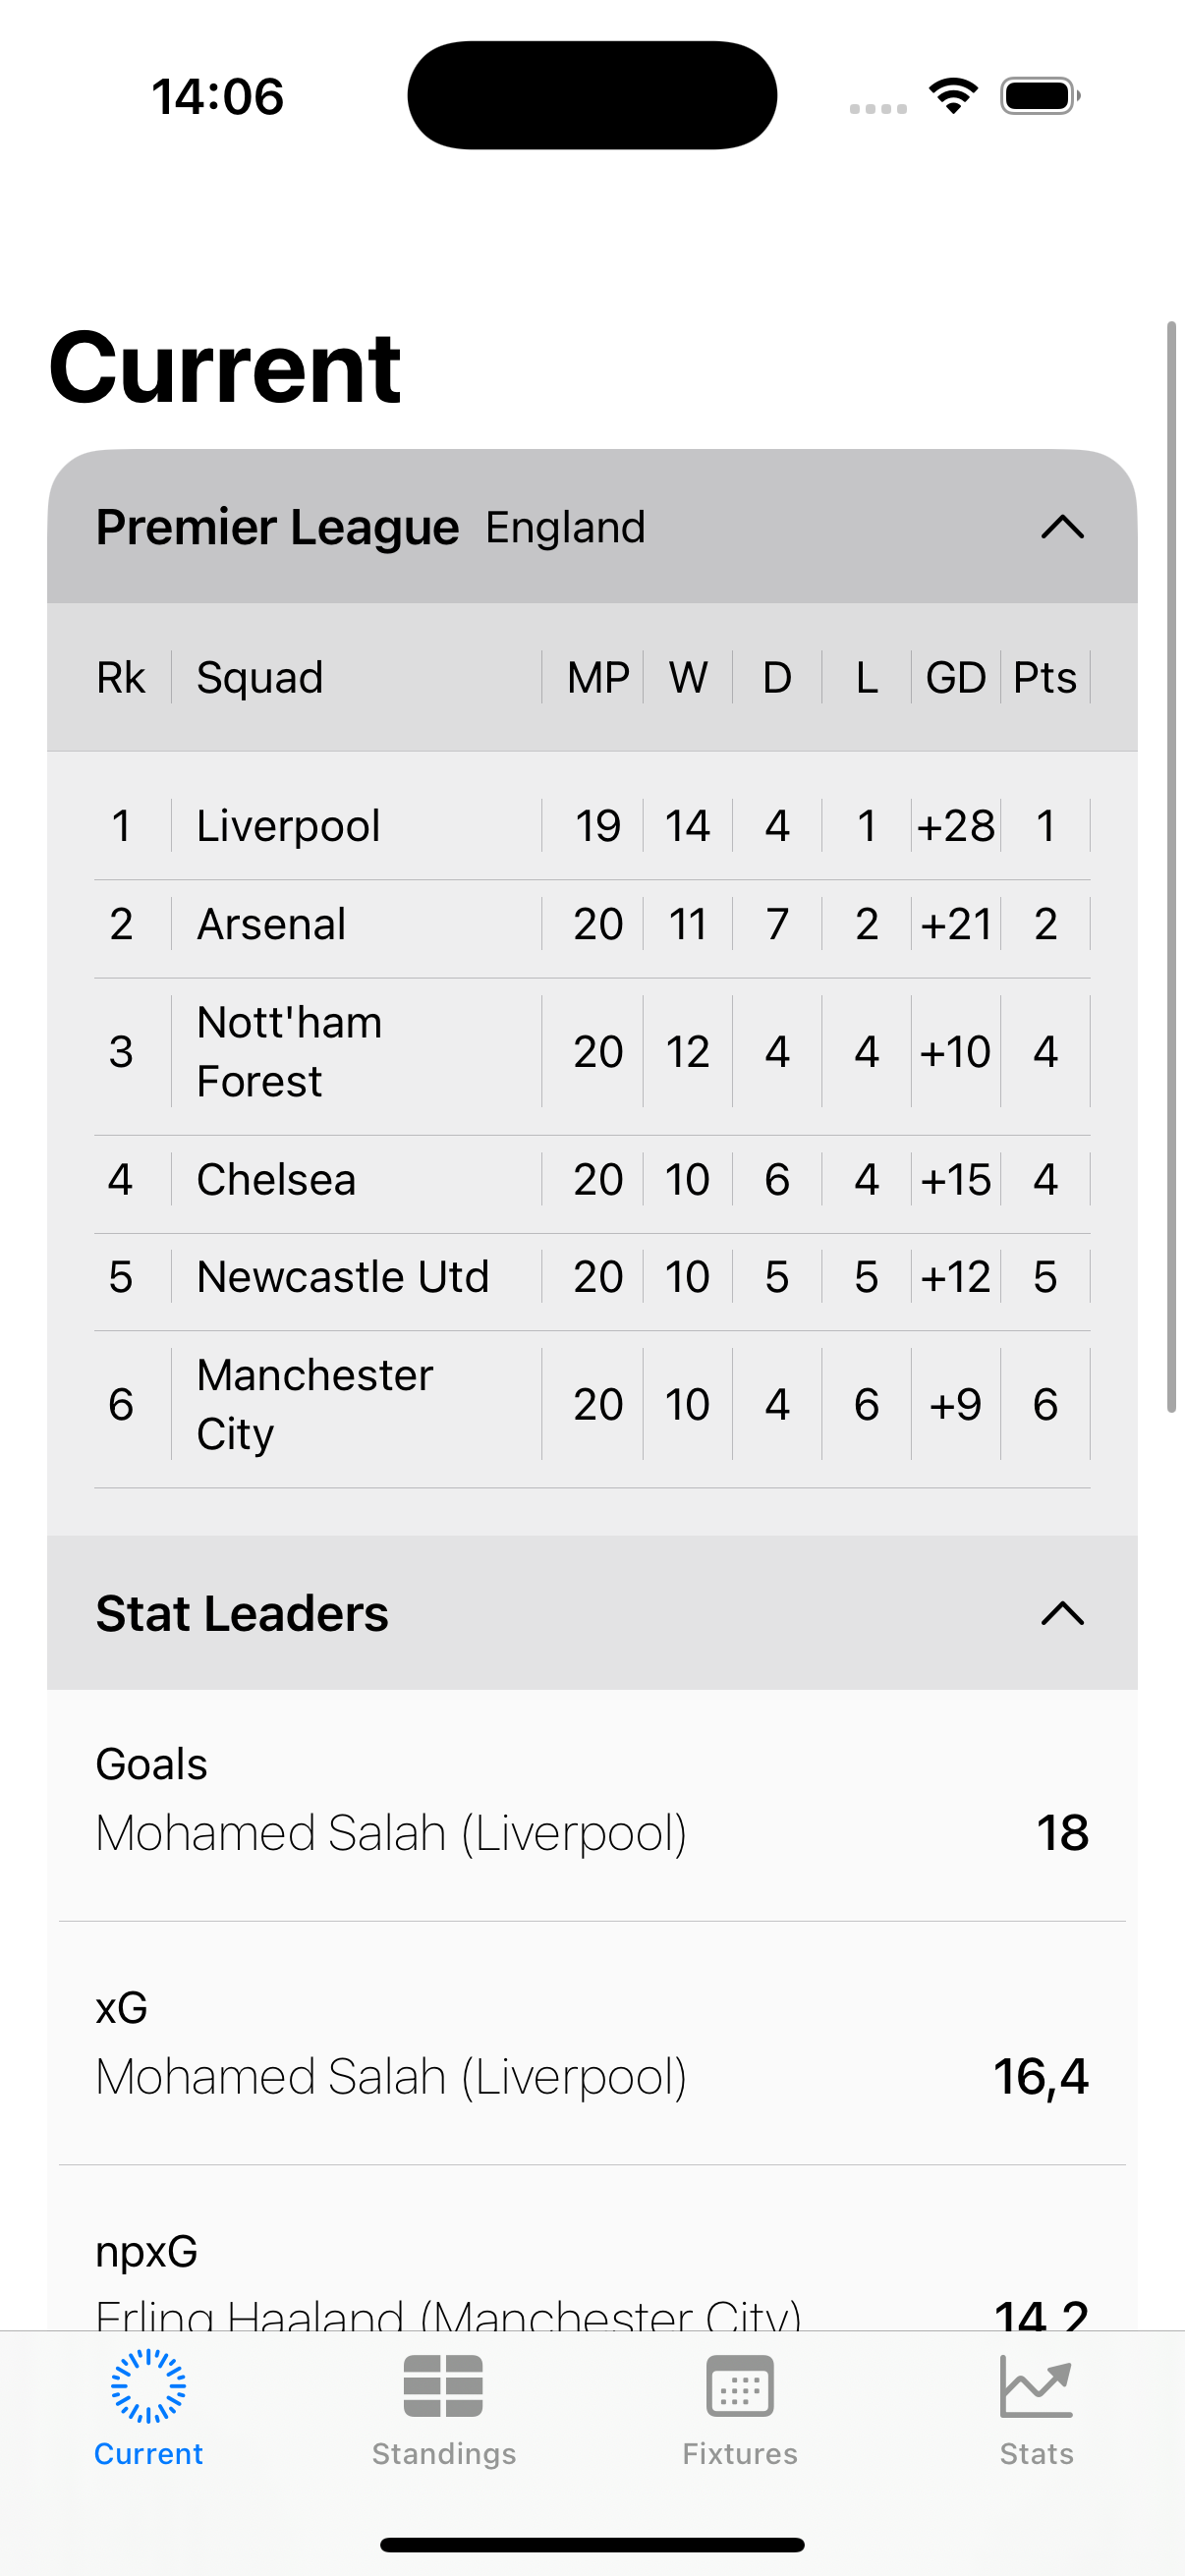 14:06
Current
Premier League England
Rk Squad MP W D L GD Pts
1 Liverpool 19 14 4 1 +28 1
2 Arsenal 20 11 7 2 +21 2
3 Nott'ham Forest 20 12 4 4 +10 4
4 Chelsea 20 10 6 4 +15 4
5 Newcastle Utd 20 10 5 5 +12 5
6 Manchester City 20 10 4 6 +9 6
Stat Leaders
Goals
Mohamed Salah (Liverpool) 18
xG
Mohamed Salah (Liverpool) 16,4
npxG
Erling Haaland (Manchester City) 14,2
Current Standings Fixtures Stats